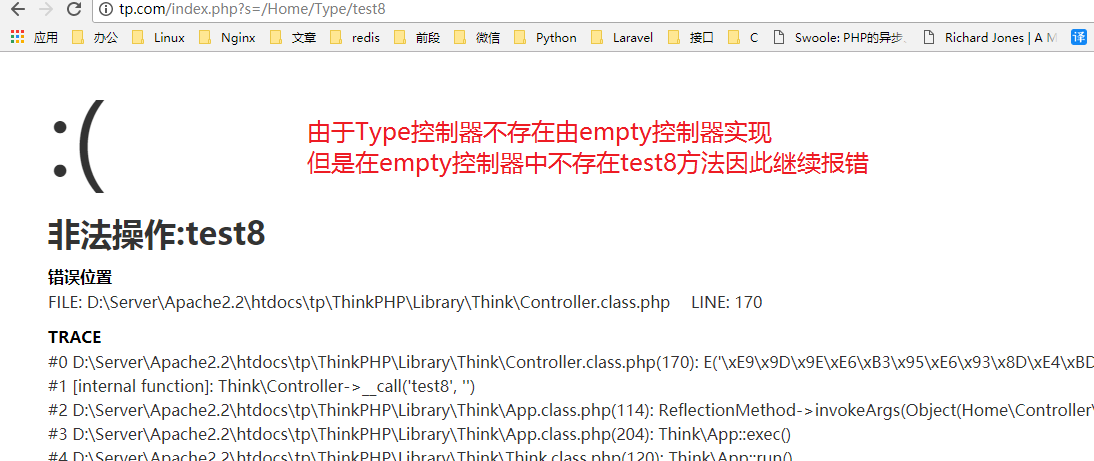 tp.com/index.php?s=/Home/Type/test8
应用 办公 Linux Nginx 文章 redis 前段 微信 Python Laravel 接口 C Swoole: PHP的异步 Richard Jones | A M 译
:(
由于Type控制器不存在由empty控制器实现
但是在empty控制器中不存在test8方法因此继续报错
非法操作:test8
错误位置
FILE: D:\Server\Apache2.2\htdocs\tp\ThinkPHP\Library\Think\Controller.class.php LINE: 170
TRACE
#0 D:\Server\Apache2.2\htdocs\tp\ThinkPHP\Library\Think\Controller.class.php(170): E('\xE9\x9D\x9E\xE6\xB3\x95\xE6\x93\x8D\xE4\xBD
#1 [internal function]: Think\Controller->__call('test8', '')
#2 D:\Server\Apache2.2\htdocs\tp\ThinkPHP\Library\Think\App.class.php(114): ReflectionMethod->invokeArgs(Object(Home\Controller\
#3 D:\Server\Apache2.2\htdocs\tp\ThinkPHP\Library\Think\App.class.php(204): Think\App::exec()
#4 D:\Server\Apache2.2\htdocs\tp\ThinkPHP\Library\Think\Think.class.php(120): Think\App::run()